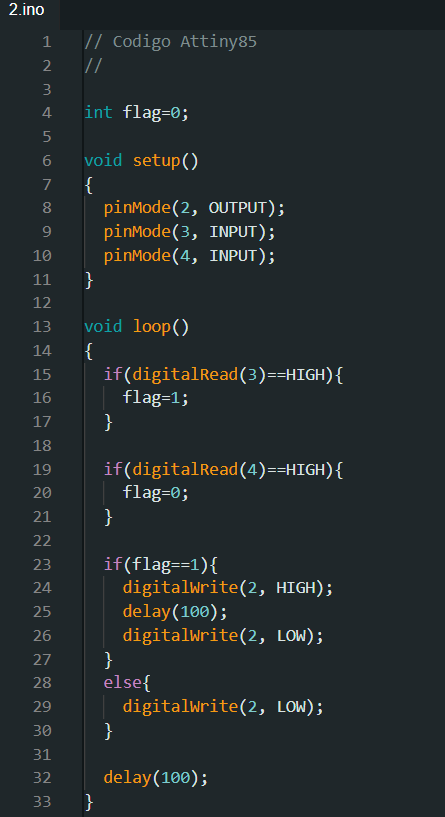 2.ino
1 // Codigo Attiny85
2 //
3
4 int flag=0;
5
6 void setup()
7 {
8 pinMode(2, OUTPUT);
9 pinMode(3, INPUT);
10 pinMode(4, INPUT);
11 }
12
13 void loop()
14 {
15 if(digitalRead(3)==HIGH){
16 flag=1;
17 }
18
19 if(digitalRead(4)==HIGH){
20 flag=0;
21 }
22
23 if(flag==1){
24 digitalWrite(2, HIGH);
25 delay(100);
26 digitalWrite(2, LOW);
27 }
28 else{
29 digitalWrite(2, LOW);
30 }
31
32 delay(100);
33 }